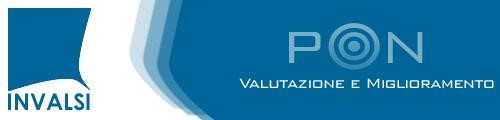 INVALSI
PON
VALUTAZIONE E MIGLIORAMENTO